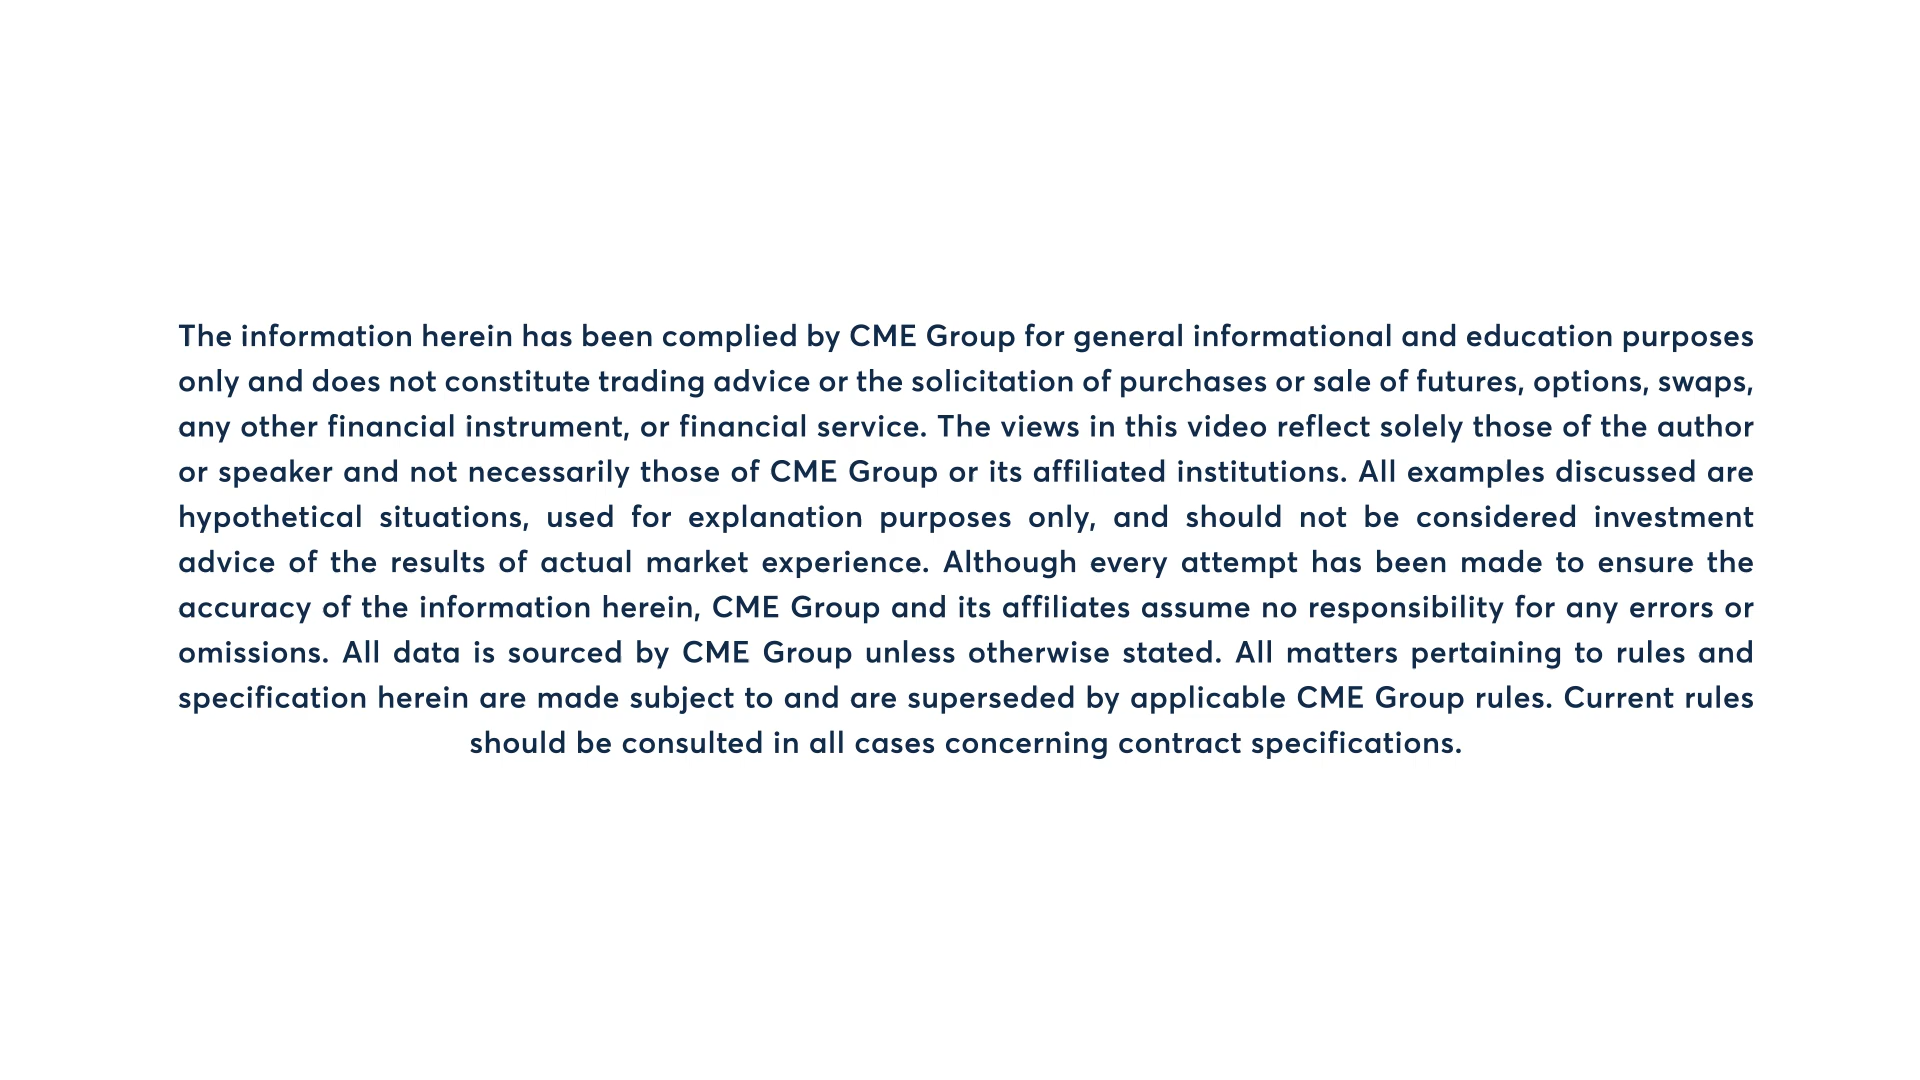 The information herein has been complied by CME Group for general informational and education purposes
only and does not constitute trading advice or the solicitation of purchases or sale of futures, options, swaps,
any other financial instrument, or financial service. The views in this video reflect solely those of the author
or speaker and not necessarily those of CME Group or its affiliated institutions. All examples discussed are
hypothetical situations, used for explanation purposes only, and should not be considered investment
advice of the results of actual market experience. Although every attempt has been made to ensure the
accuracy of the information herein, CME Group and its affiliates assume no responsibility for any errors or
omissions. All data is sourced by CME Group unless otherwise stated. All matters pertaining to rules and
specification herein are made subject to and are superseded by applicable CME Group rules. Current rules
should be consulted in all cases concerning contract specifications.